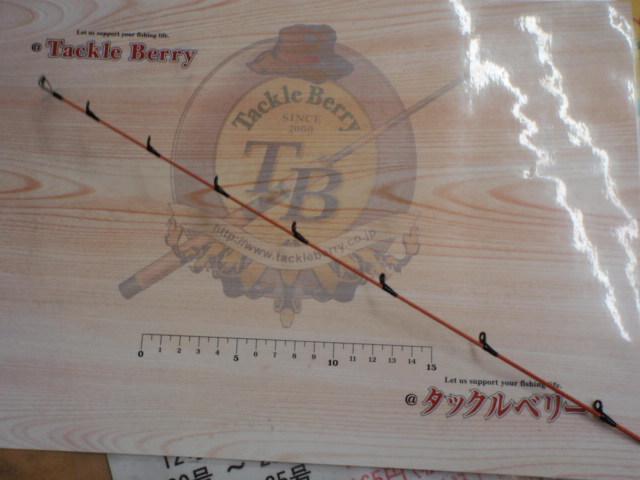 Let us support your fishing life.
@ Tackle Berry
Tackle Berry
SINCE
2000
TB
http://www.tackleberry.co.jp
0 1 2 3 4 5 6 7 8 9 10 11 12 13 14 15
Let us support your fishing life.
@ タックルベリー
号 ~